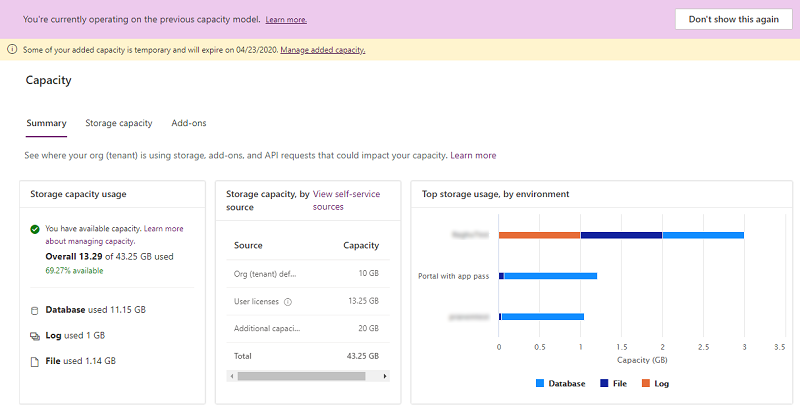 You're currently operating on the previous capacity model. Learn more.
Don't show this again
Some of your added capacity is temporary and will expire on 04/23/2020. Manage added capacity.
Capacity
Summary
Storage capacity
Add-ons
See where your org (tenant) is using storage, add-ons, and API requests that could impact your capacity. Learn more
Storage capacity usage
You have available capacity. Learn more
about managing capacity.
Overall 13.29 of 43.25 GB used
69.27% available
Database used 11.15 GB
Log used 1 GB
File used 1.14 GB
Storage capacity, by
source
View self-service
sources
Source Capacity
Org (tenant) def... 10 GB
User licenses 13.25 GB
Additional capaci... 20 GB
Total 43.25 GB
Top storage usage, by environment
Portal with app pass
0 0.5 1 1.5 2 2.5 3 3.5
Capacity (GB)
Database File Log